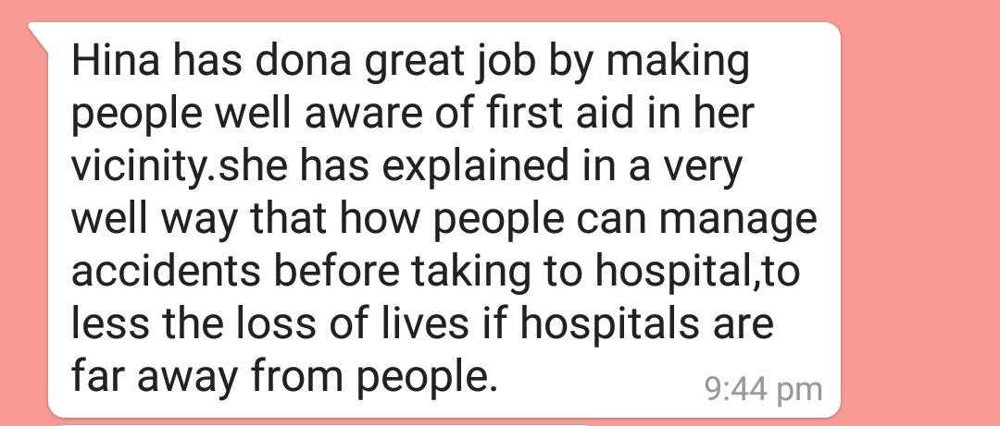 Hina has dona great job by making
people well aware of first aid in her
vicinity.she has explained in a very
well way that how people can manage
accidents before taking to hospital,to
less the loss of lives if hospitals are
far away from people.
9:44 pm